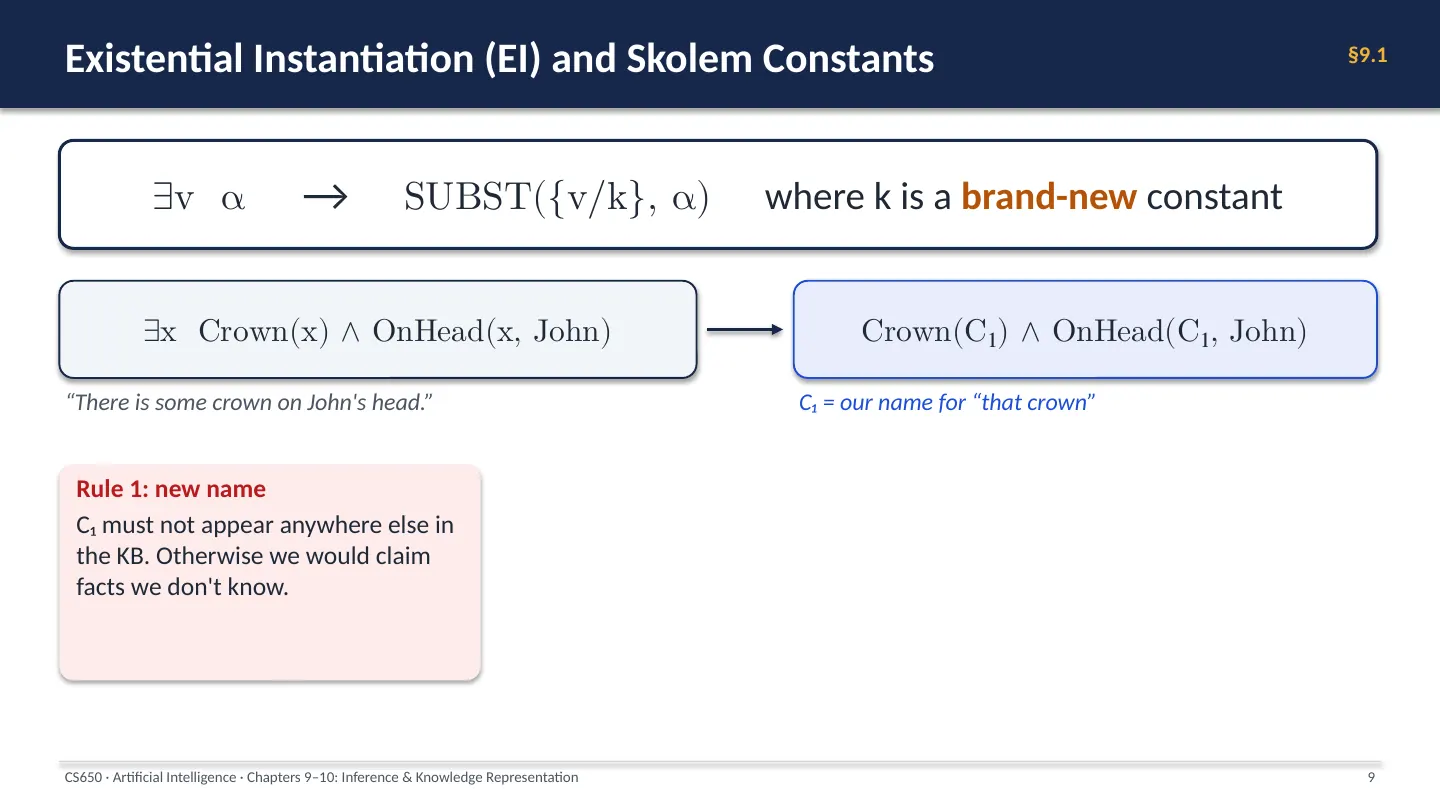 Existential Instantiation (EI) and Skolem Constants
§9.1
∃v α → SUBST({v/k}, α) where k is a brand-new constant
∃x Crown(x) ∧ OnHead(x, John)
Crown(C₁) ∧ OnHead(C₁, John)
“There is some crown on John's head.”
C₁ = our name for “that crown”
Rule 1: new name
C₁ must not appear anywhere else in
the KB. Otherwise we would claim
facts we don't know.
CS650 · Artificial Intelligence · Chapters 9–10: Inference & Knowledge Representation
9